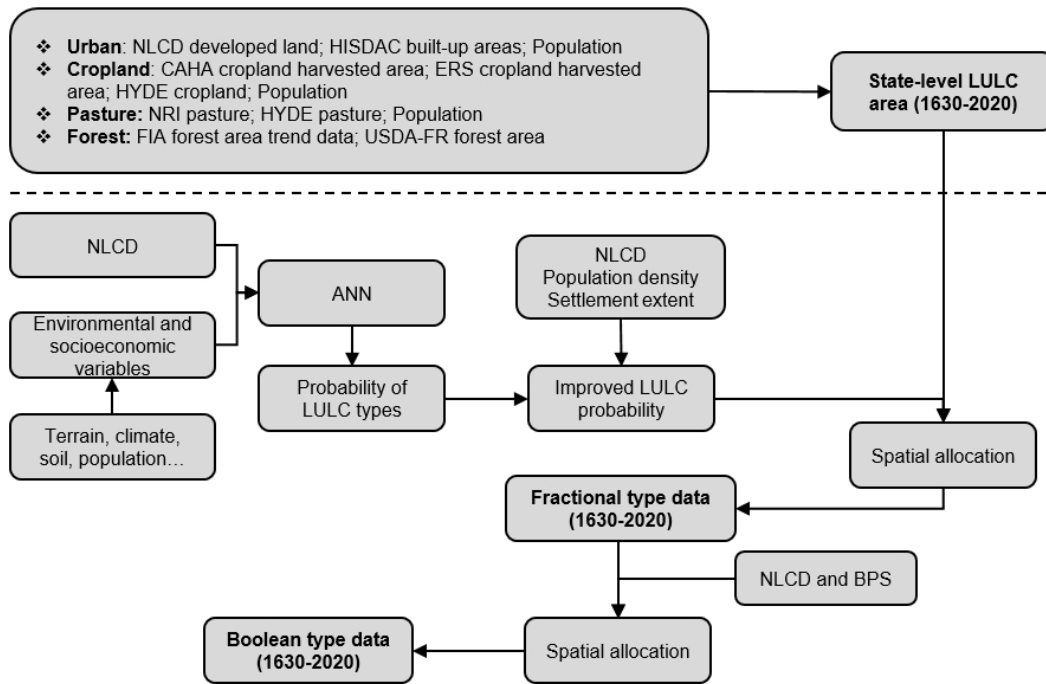 ❖ Urban: NLCD developed land; HISDAC built-up areas; Population
❖ Cropland: CAHA cropland harvested area; ERS cropland harvested
area; HYDE cropland; Population
❖ Pasture: NRI pasture; HYDE pasture; Population
❖ Forest: FIA forest area trend data; USDA-FR forest area
State-level LULC
area (1630-2020)
NLCD
Environmental and
socioeconomic
variables
Terrain, climate,
soil, population…
ANN
Probability of
LULC types
NLCD
Population density
Settlement extent
Improved LULC
probability
Spatial allocation
Fractional type data
(1630-2020)
NLCD and BPS
Spatial allocation
Boolean type data
(1630-2020)